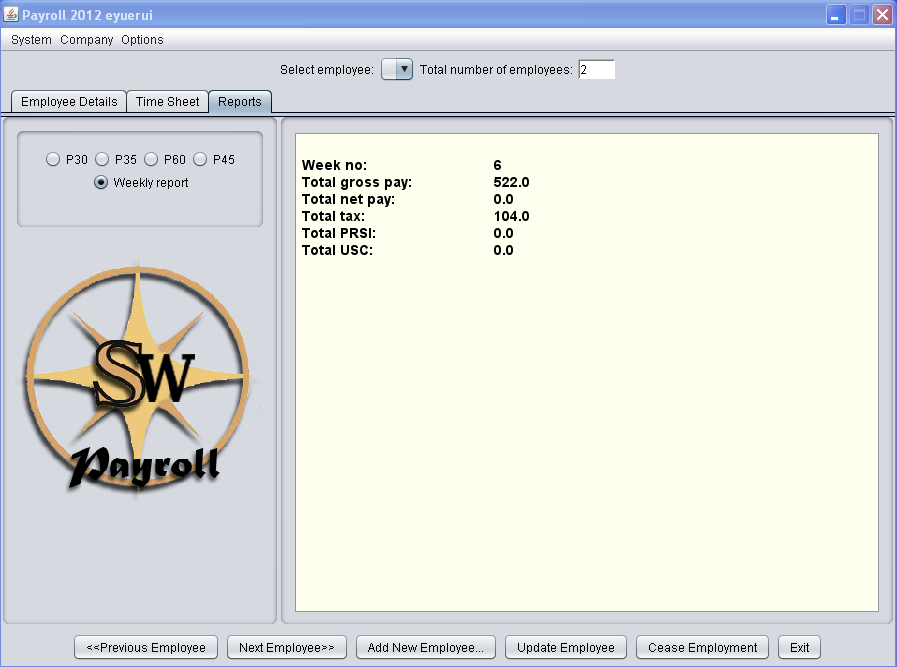 Payroll 2012 eyuerui
System Company Options
Select employee: Total number of employees: 2
Employee Details Time Sheet Reports
P30 P35 P60 P45
Weekly report
SW
Payroll
Week no: 6
Total gross pay: 522.0
Total net pay: 0.0
Total tax: 104.0
Total PRSI: 0.0
Total USC: 0.0
<<Previous Employee Next Employee>> Add New Employee... Update Employee Cease Employment Exit